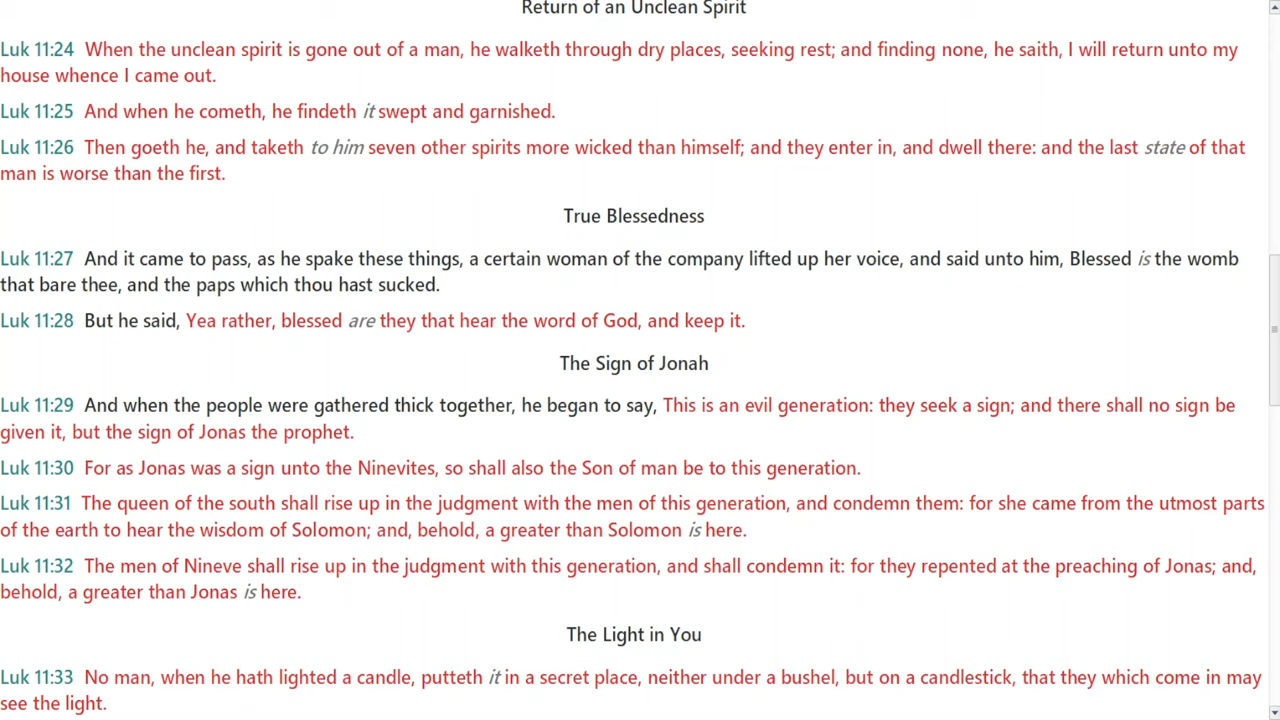 Return of an Unclean Spirit
Luk 11:24 When the unclean spirit is gone out of a man, he walketh through dry places, seeking rest; and finding none, he saith, I will return unto my
house whence I came out.
Luk 11:25 And when he cometh, he findeth it swept and garnished.
Luk 11:26 Then goeth he, and taketh to him seven other spirits more wicked than himself; and they enter in, and dwell there: and the last state of that
man is worse than the first.
True Blessedness
Luk 11:27 And it came to pass, as he spake these things, a certain woman of the company lifted up her voice, and said unto him, Blessed is the womb
that bare thee, and the paps which thou hast sucked.
Luk 11:28 But he said, Yea rather, blessed are they that hear the word of God, and keep it.
The Sign of Jonah
Luk 11:29 And when the people were gathered thick together, he began to say, This is an evil generation: they seek a sign; and there shall no sign be
given it, but the sign of Jonas the prophet.
Luk 11:30 For as Jonas was a sign unto the Ninevites, so shall also the Son of man be to this generation.
Luk 11:31 The queen of the south shall rise up in the judgment with the men of this generation, and condemn them: for she came from the utmost parts
of the earth to hear the wisdom of Solomon; and, behold, a greater than Solomon is here.
Luk 11:32 The men of Nineve shall rise up in the judgment with this generation, and shall condemn it: for they repented at the preaching of Jonas; and,
behold, a greater than Jonas is here.
The Light in You
Luk 11:33 No man, when he hath lighted a candle, putteth it in a secret place, neither under a bushel, but on a candlestick, that they which come in may
see the light.